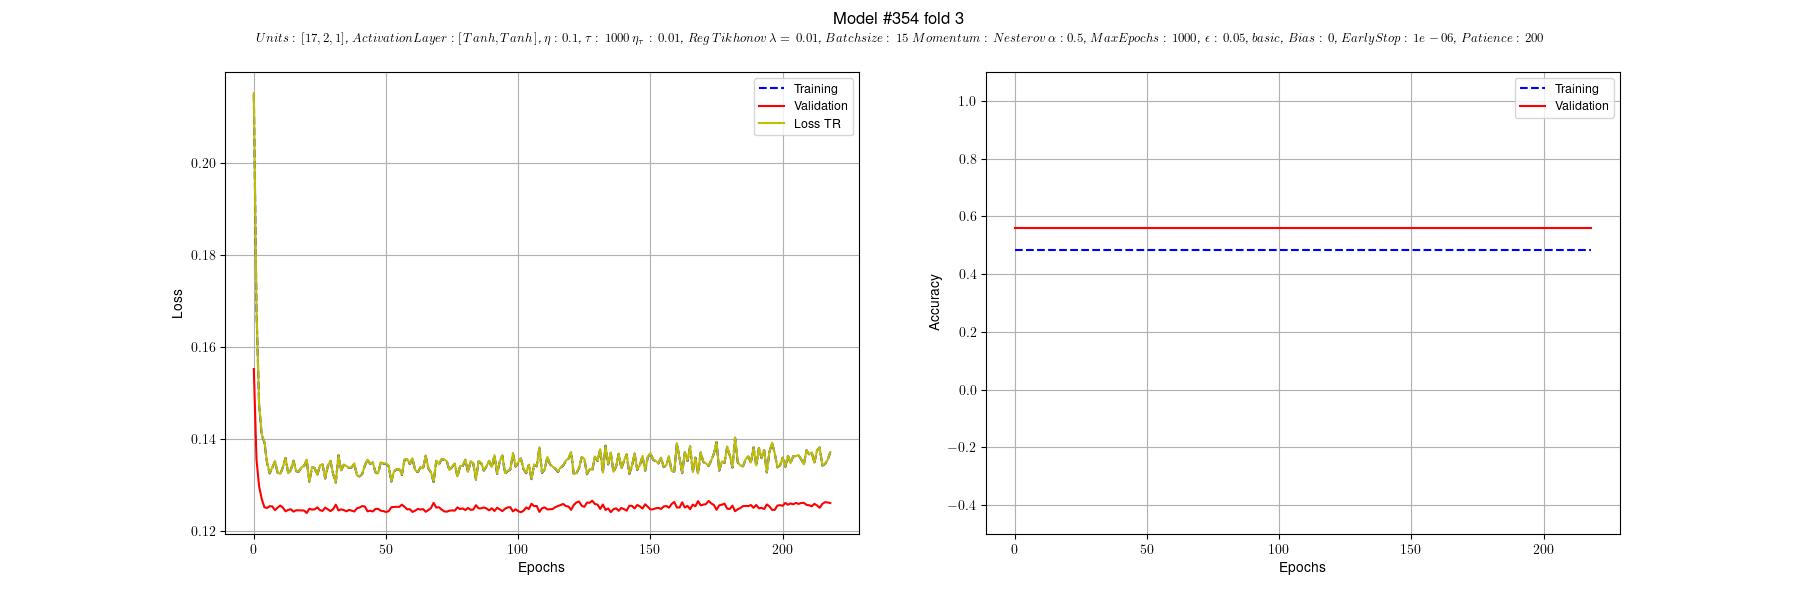 Model #354 fold 3
Units : [17, 2, 1], ActivationLayer : [Tanh, Tanh], η : 0.1, τ : 1000 ητ : 0.01, Reg Tikhonov λ = 0.01, Batchsize : 15 Momentum : Nesterov α : 0.5, MaxEpochs : 1000, ϵ : 0.05, basic, Bias : 0, EarlyStop : 1e − 06, Patience : 200
Training
Validation
Loss TR
0.20
0.18
0.16
0.14
0.12
Loss
0 50 100 150 200
Epochs
Training
Validation
1.0
0.8
0.6
0.4
0.2
0.0
−0.2
−0.4
Accuracy
0 50 100 150 200
Epochs